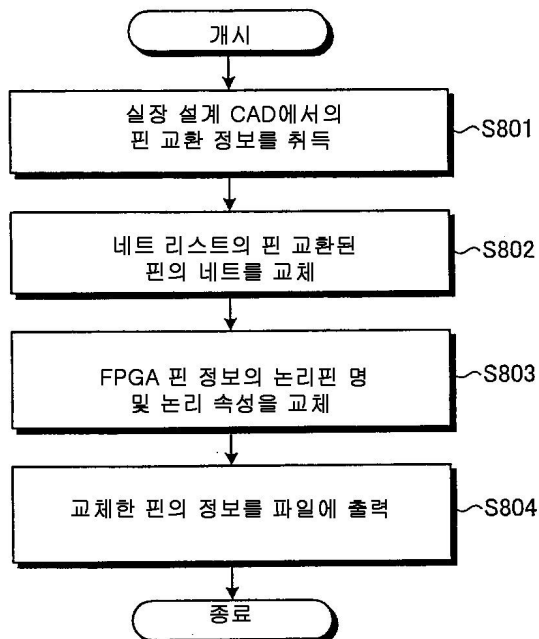 개시
실장 설계 CAD에서의
핀 교환 정보를 취득
S801
네트 리스트의 핀 교환된
핀의 네트를 교체
S802
FPGA 핀 정보의 논리핀 명
및 논리 속성을 교체
S803
교체한 핀의 정보를 파일에 출력
S804
종료